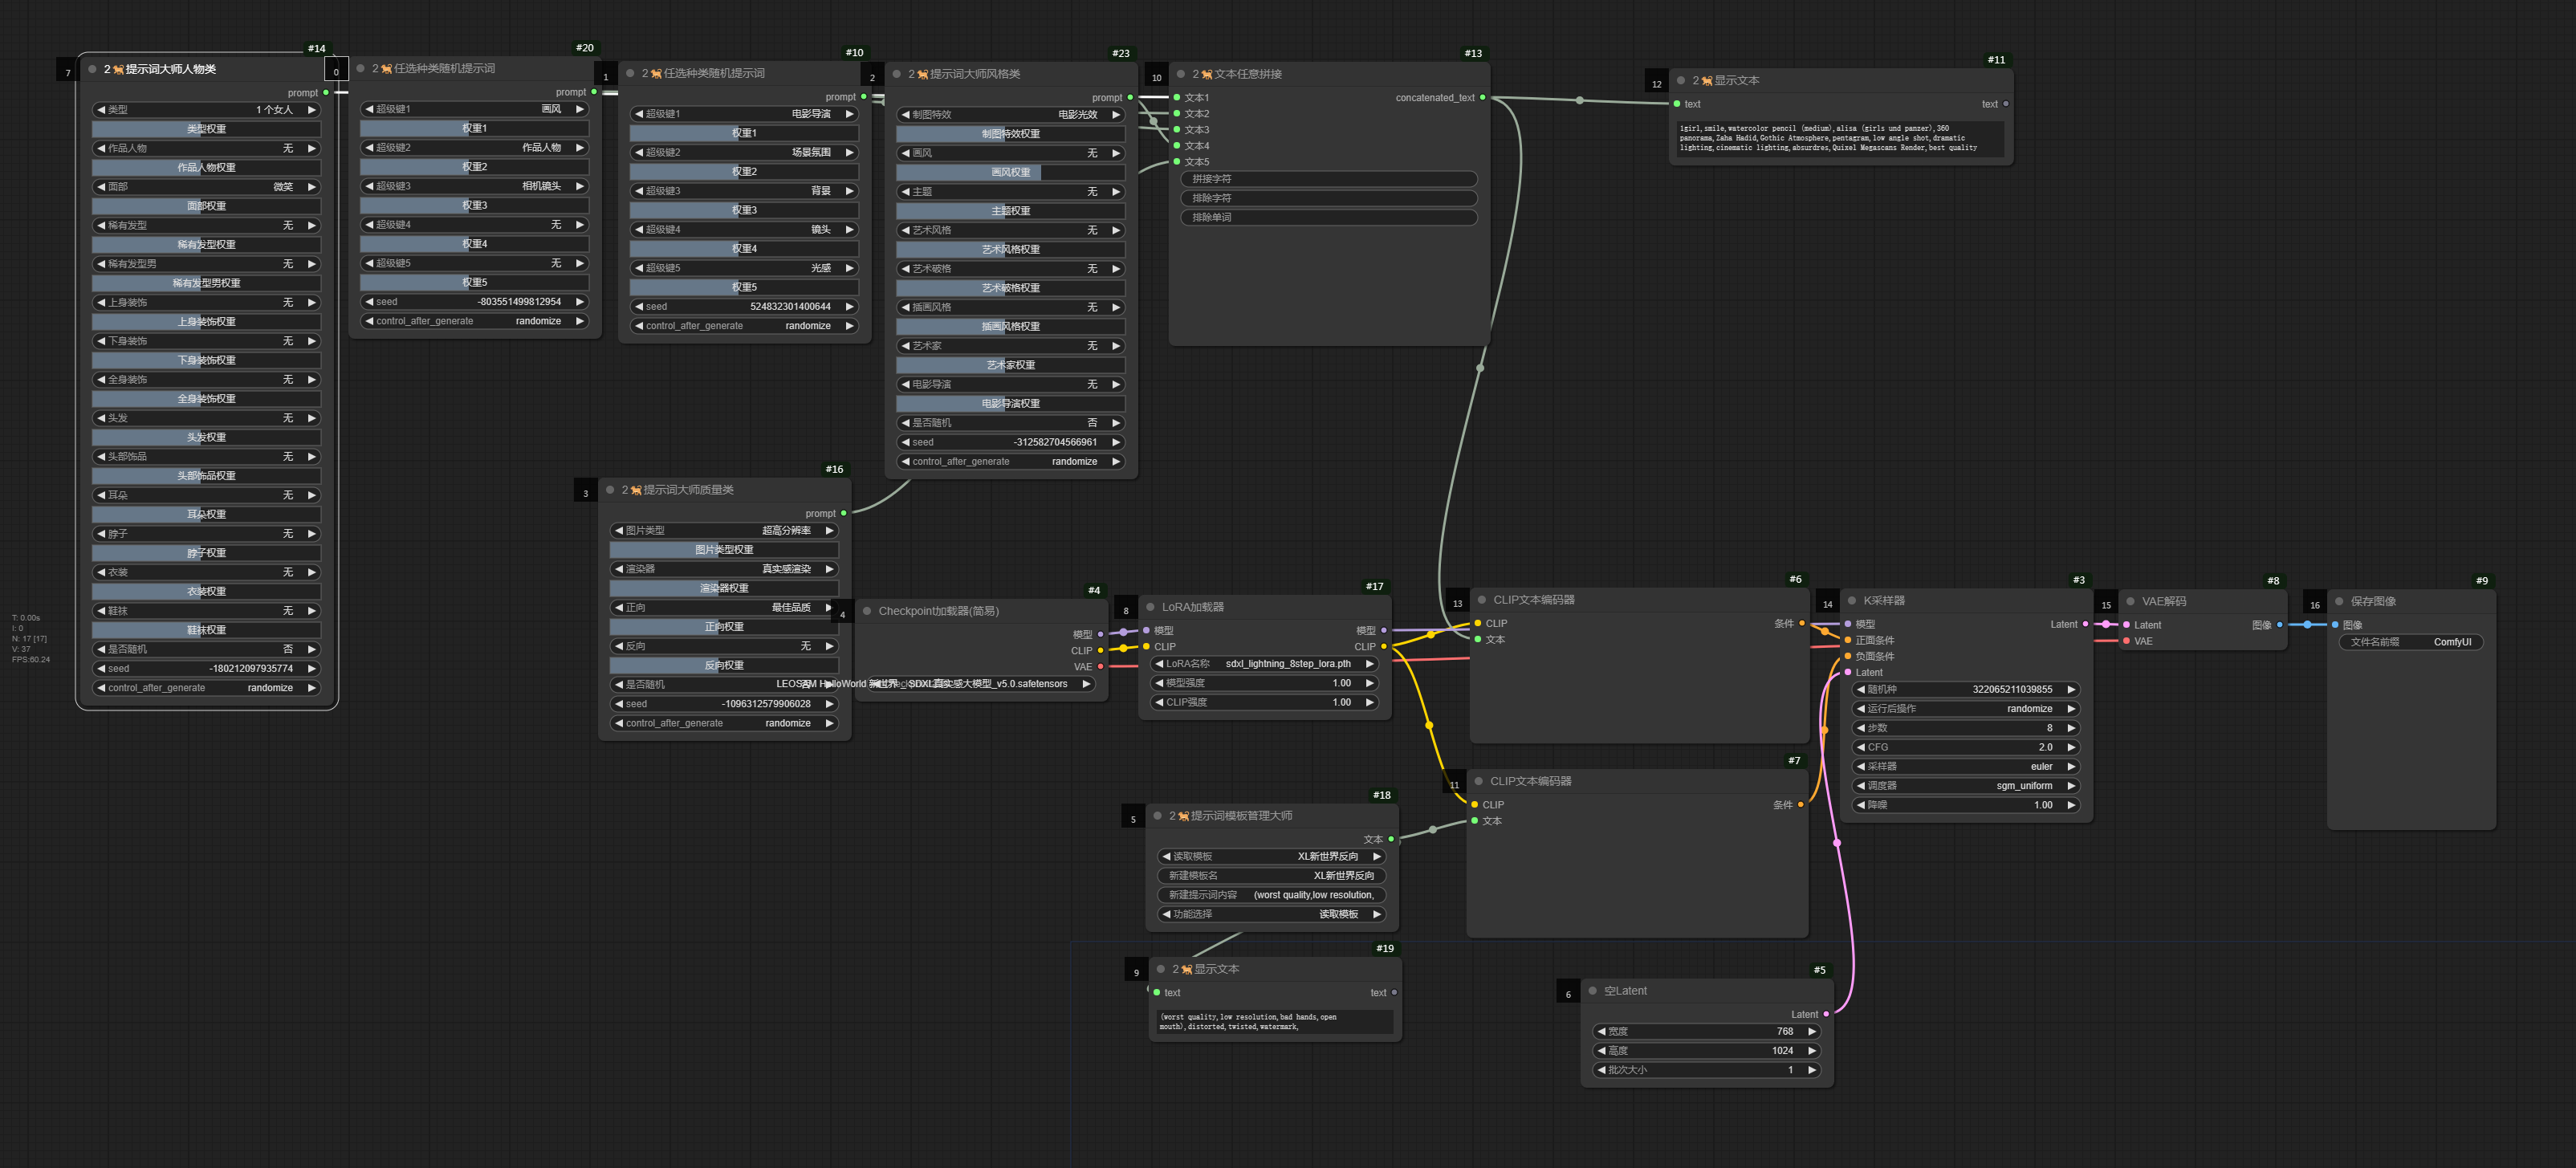 #14
7
2🐕提示词大师人物类
prompt
类型 1个女人
类型权重
作品人物 无
作品人物权重
面部 微笑
面部权重
稀有发型 无
稀有发型权重
稀有发型男 无
稀有发型男权重
上身装饰 无
上身装饰权重
下身装饰 无
下身装饰权重
全身装饰 无
全身装饰权重
头发 无
头发权重
头部饰品 无
头部饰品权重
耳朵 无
耳朵权重
脖子 无
脖子权重
衣装 无
衣装权重
鞋袜 无
鞋袜权重
是否随机 否
seed -180212097935774
control_after_generate randomize
#20
0
2🐕任选种类随机提示词
prompt
超级键1 画风
权重1
超级键2 作品人物
权重2
超级键3 相机镜头
权重3
超级键4 无
权重4
超级键5 无
权重5
seed -803551499812954
control_after_generate randomize
#10
1
2🐕任选种类随机提示词
prompt
超级键1 电影导演
权重1
超级键2 场景氛围
权重2
超级键3 背景
权重3
超级键4 镜头
权重4
超级键5 光感
权重5
seed 524832301400644
control_after_generate randomize
#23
2
2🐕提示词大师风格类
prompt
制图特效 电影光效
制图特效权重
画风 无
画风权重
主题 无
主题权重
艺术风格 无
艺术风格权重
艺术破格 无
艺术破格权重
插画风格 无
插画风格权重
艺术家 无
艺术家权重
电影导演 无
电影导演权重
是否随机 否
seed -312582704566961
control_after_generate randomize
#13
10
2🐕文本任意拼接
文本1 concatenated_text
文本2
文本3
文本4
文本5
拼接字符
排除字符
排除单词
#11
12
2🐕显示文本
text text
1girl,smile,watercolor pencil (medium),alisa (girls und panzer),360
panorama,Zaha Hadid,Gothic Atmosphere,pentagram,low angle shot,dramatic
lighting,cinematic lighting,absurdres,Quixel Megascans Render,best quality
#16
3
2🐕提示词大师质量类
prompt
图片类型 超高分辨率
图片类型权重
渲染器 真实感渲染
渲染器权重
正向 最佳品质
正向权重
反向 无
反向权重
是否随机
seed -1096312579906028
control_after_generate randomize
#4
4
Checkpoint加载器(简易)
模型
CLIP
VAE
LEOSAM HelloWorld 新世界_ SDXL真实感大模型_v5.0.safetensors
#17
8
LoRA加载器
模型 模型
CLIP CLIP
LoRA名称 sdxl_lightning_8step_lora.pth
模型强度 1.00
CLIP强度 1.00
#6
13
CLIP文本编码器
CLIP 条件
文本
#7
11
CLIP文本编码器
CLIP 条件
文本
#18
5
2🐕提示词模板管理大师
文本
读取模板 XL新世界反向
新建模板名 XL新世界反向
新建提示词内容 (worst quality,low resolution,
功能选择 读取模板
#19
9
2🐕显示文本
text text
(worst quality,low resolution,bad hands,open
mouth),distorted,twisted,watermark,
#3
14
K采样器
模型 Latent
正面条件
负面条件
Latent
随机种 322065211039855
运行后操作 randomize
步数 8
CFG 2.0
采样器 euler
调度器 sgm_uniform
降噪 1.00
#8
15
VAE解码
Latent 图像
VAE
#9
16
保存图像
图像
文件名前缀 ComfyUI
#5
6
空Latent
Latent
宽度 768
高度 1024
批次大小 1
T: 0.00s
I: 0
N: 17 [17]
V: 37
FPS:60.24